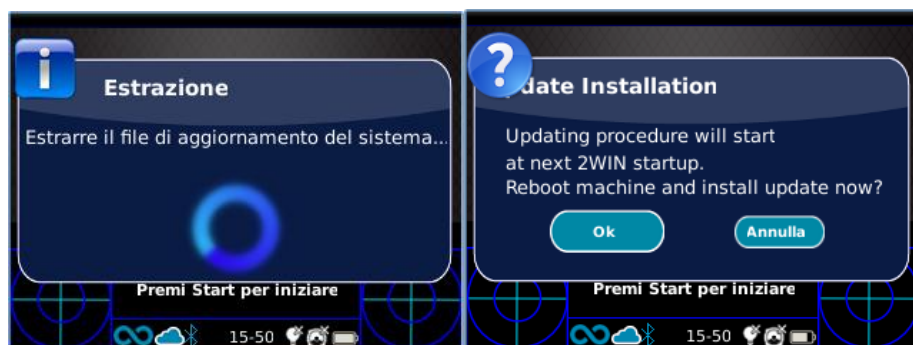 Estrazione
Estrarre il file di aggiornamento del sistema...
Premi Start per iniziare
15-50
date Installation
Updating procedure will start
at next 2WIN startup.
Reboot machine and install update now?
Ok
Annulla
Premi Start per iniziare
15-50